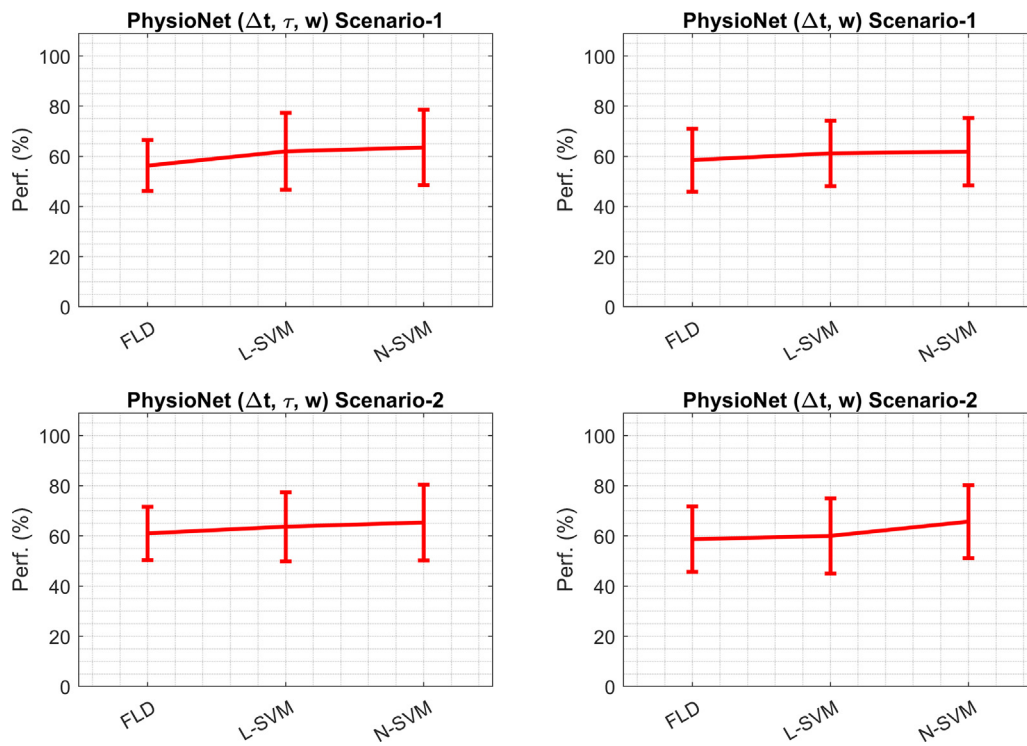 PhysioNet (Δt, τ, w) Scenario-1
100
80
60
40
20
0
Perf. (%)
FLD
L-SVM
N-SVM
PhysioNet (Δt, w) Scenario-1
100
80
60
40
20
0
Perf. (%)
FLD
L-SVM
N-SVM
PhysioNet (Δt, τ, w) Scenario-2
100
80
60
40
20
0
Perf. (%)
FLD
L-SVM
N-SVM
PhysioNet (Δt, w) Scenario-2
100
80
60
40
20
0
Perf. (%)
FLD
L-SVM
N-SVM